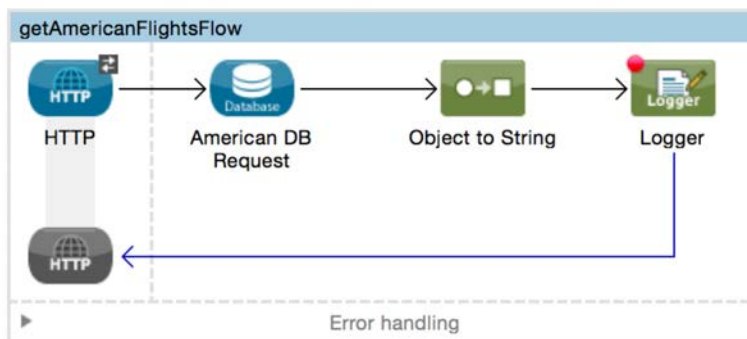 getAmericanFlightsFlow
HTTP
Database
Logger
HTTP
American DB
Request
Object to String
Logger
HTTP
Error handling